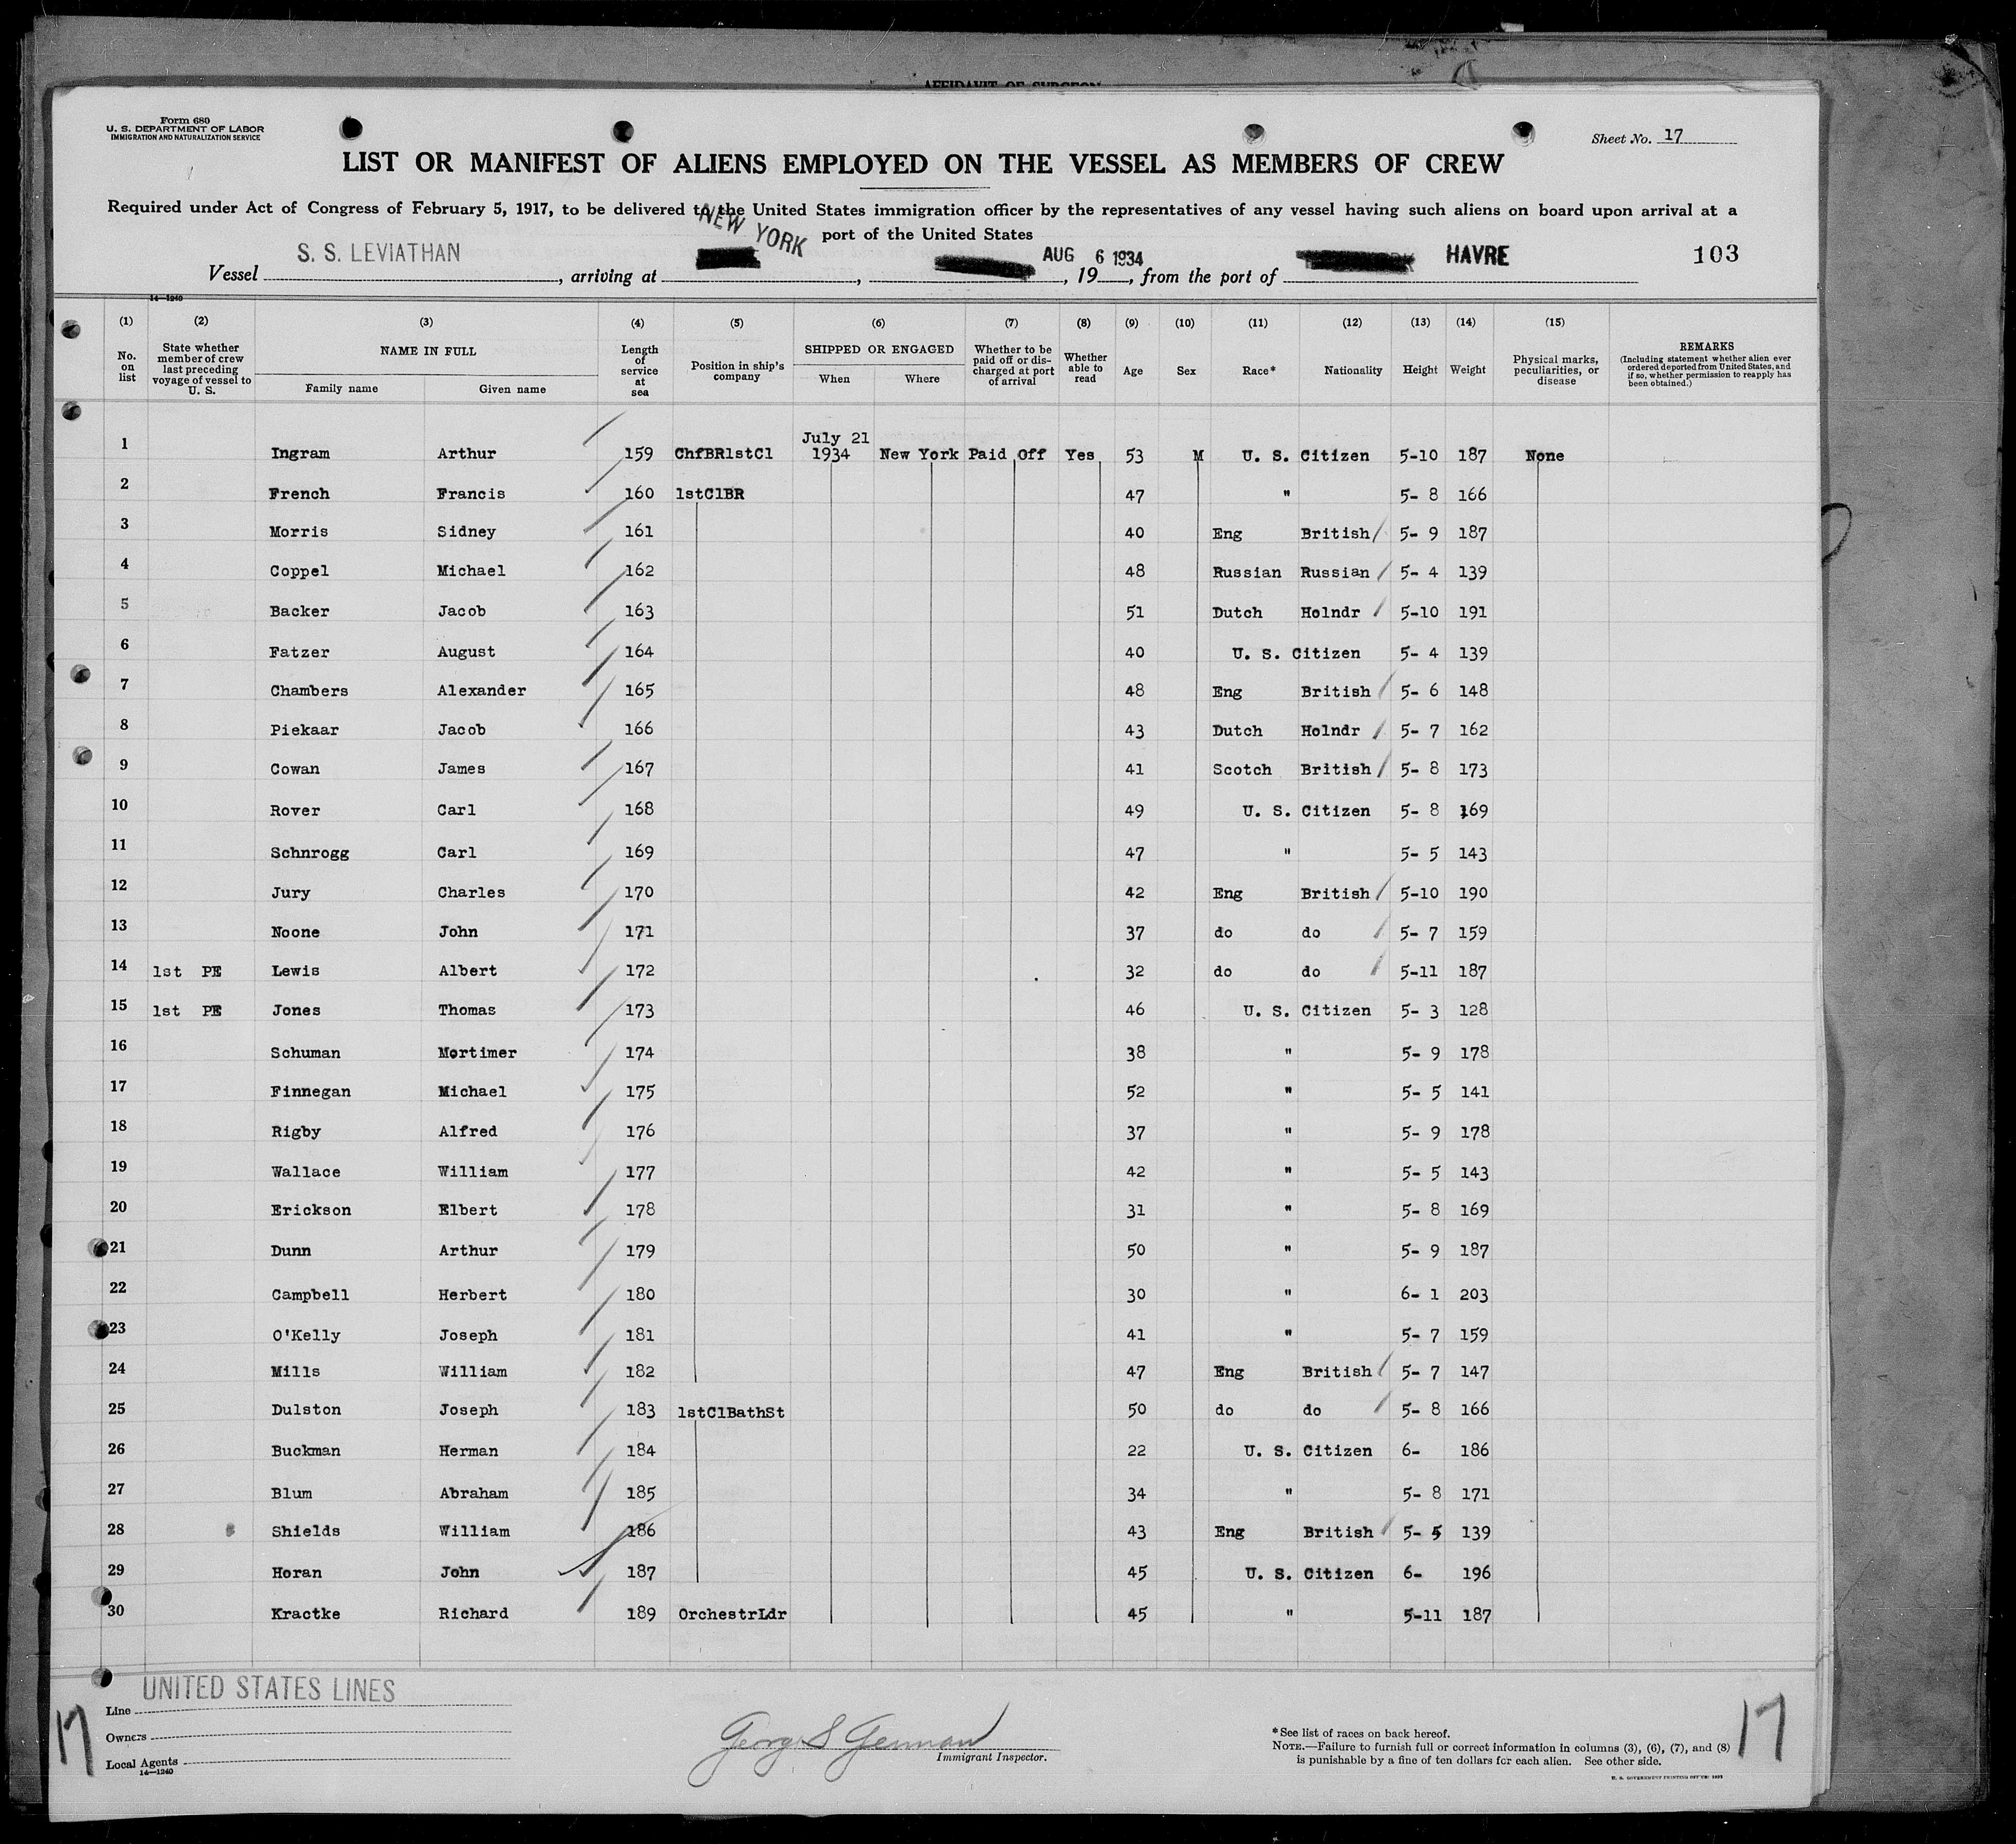 AFFIDAVIT OF SURGEON
Form 680
U. S. DEPARTMENT OF LABOR
IMMIGRATION AND NATURALIZATION SERVICE
Sheet No. 17
LIST OR MANIFEST OF ALIENS EMPLOYED ON THE VESSEL AS MEMBERS OF CREW
Required under Act of Congress of February 5, 1917, to be delivered to the United States immigration officer by the representatives of any vessel having such aliens on board upon arrival at a
port of the United States
Vessel S. S. LEVIATHAN, arriving at NEW YORK, AUG 6 1934, 19, from the port of HAVRE 103
14—1240
(1) (2) (3) (4) (5) (6) (7) (8) (9) (10) (11) (12) (13) (14) (15)
No. on list
State whether member of crew last preceding voyage of vessel to U. S.
NAME IN FULL
Family name Given name
Length of service at sea
Position in ship's company
SHIPPED OR ENGAGED
When Where
Whether to be paid off or discharged at port of arrival
Whether able to read
Age Sex Race* Nationality Height Weight
Physical marks, peculiarities, or disease
REMARKS
(Including statement whether alien ever ordered deported from United States, and if so, whether permission to reapply has been obtained.)
1 Ingram Arthur 159 ChfBR1stCl July 21 1934 New York Paid Off Yes 53 M U. S. Citizen 5-10 187 None
2 French Francis 160 1stClBR 47 " 5- 8 166
3 Morris Sidney 161 40 Eng British 5- 9 187
4 Coppel Michael 162 48 Russian Russian 5- 4 139
5 Backer Jacob 163 51 Dutch Holndr 5-10 191
6 Fatzer August 164 40 U. S. Citizen 5- 4 139
7 Chambers Alexander 165 48 Eng British 5- 6 148
8 Piekaar Jacob 166 43 Dutch Holndr 5- 7 162
9 Cowan James 167 41 Scotch British 5- 8 173
10 Rover Carl 168 49 U. S. Citizen 5- 8 169
11 Schnrogg Carl 169 47 " 5- 5 143
12 Jury Charles 170 42 Eng British 5-10 190
13 Noone John 171 37 do do 5- 7 159
14 1st PE Lewis Albert 172 32 do do 5-11 187
15 1st PE Jones Thomas 173 46 U. S. Citizen 5- 3 128
16 Schuman Mortimer 174 38 " 5- 9 178
17 Finnegan Michael 175 52 " 5- 5 141
18 Rigby Alfred 176 37 " 5- 9 178
19 Wallace William 177 42 " 5- 5 143
20 Erickson Elbert 178 31 " 5- 8 169
21 Dunn Arthur 179 50 " 5- 9 187
22 Campbell Herbert 180 30 " 6- 1 203
23 O'Kelly Joseph 181 41 " 5- 7 159
24 Mills William 182 47 Eng British 5- 7 147
25 Dulston Joseph 183 1stClBathSt 50 do do 5- 8 166
26 Buckman Herman 184 22 U. S. Citizen 6- 186
27 Blum Abraham 185 34 " 5- 8 171
28 Shields William 186 43 Eng British 5- 5 139
29 Horan John 187 45 U. S. Citizen 6- 196
30 Kractke Richard 189 OrchestrLdr 45 " 5-11 187
Line UNITED STATES LINES
Owners
Local Agents
14—1240
17
George S German
Immigrant Inspector.
*See list of races on back hereof.
NOTE.—Failure to furnish full or correct information in columns (3), (6), (7), and (8)
is punishable by a fine of ten dollars for each alien. See other side.
17